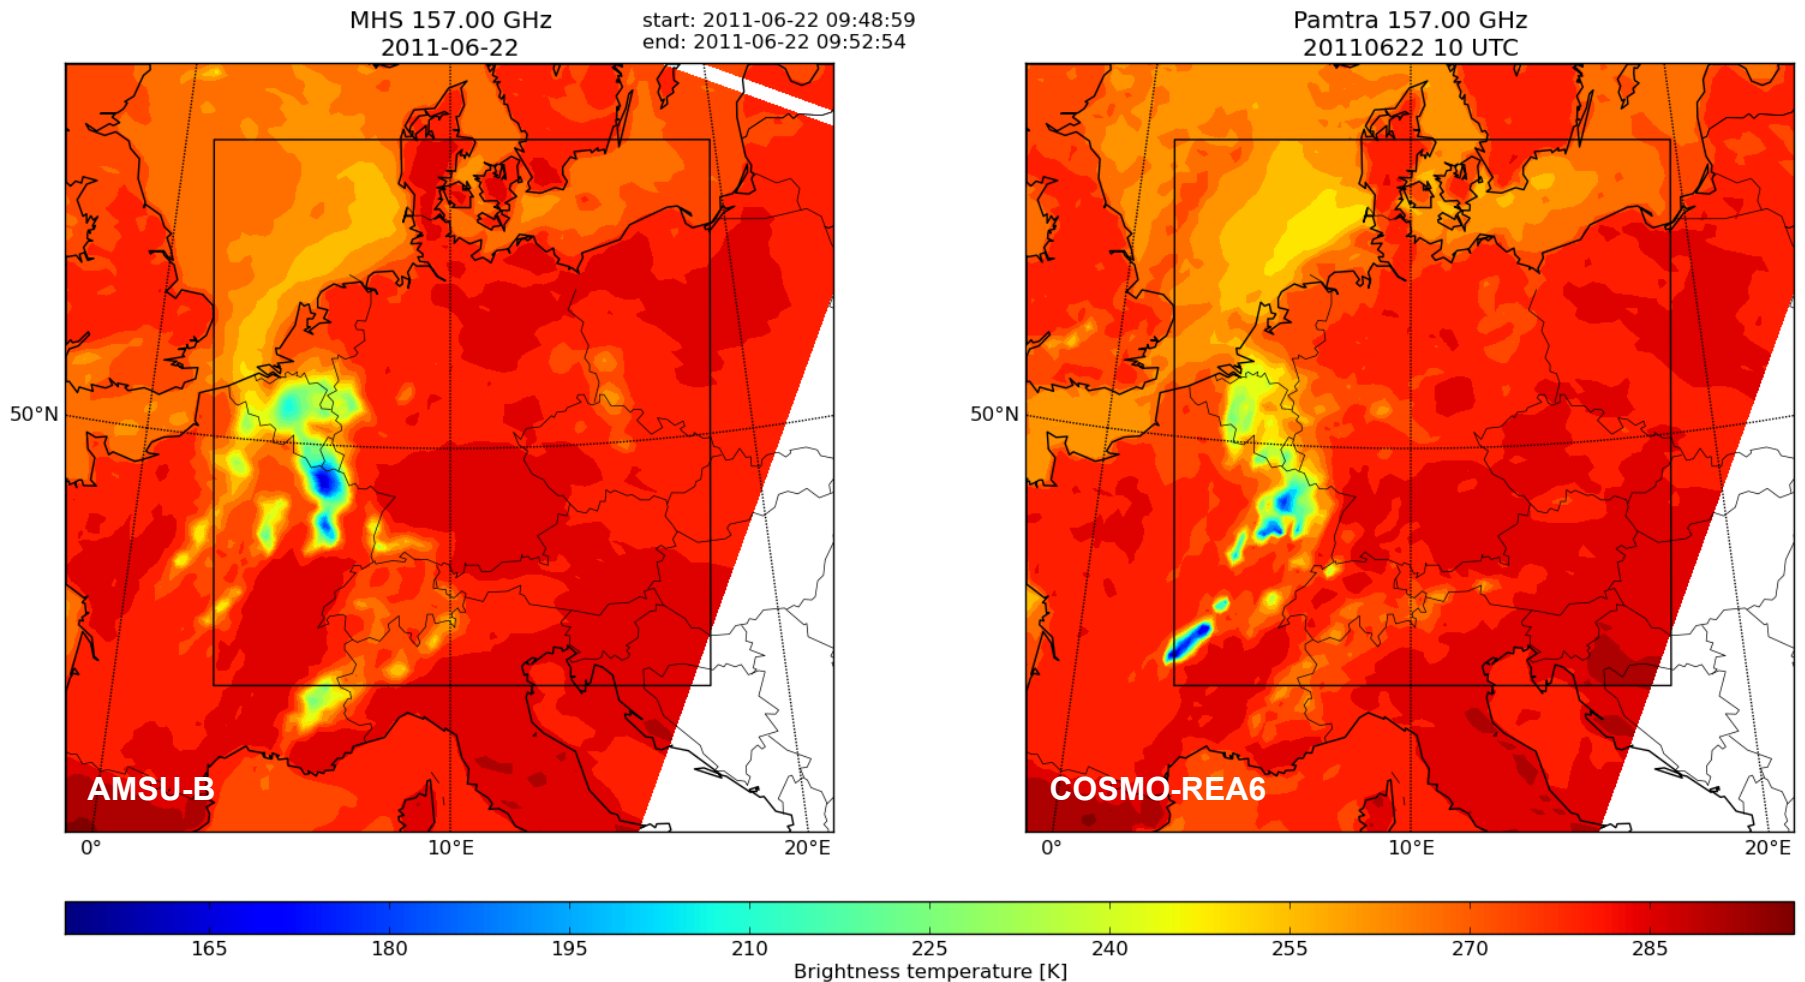 MHS 157.00 GHz
2011-06-22
start: 2011-06-22 09:48:59
end: 2011-06-22 09:52:54
Pamtra 157.00 GHz
20110622 10 UTC
50°N
50°N
AMSU-B
COSMO-REA6
0°
10°E
20°E
0°
10°E
20°E
165
180
195
210
225
240
255
270
285
Brightness temperature [K]